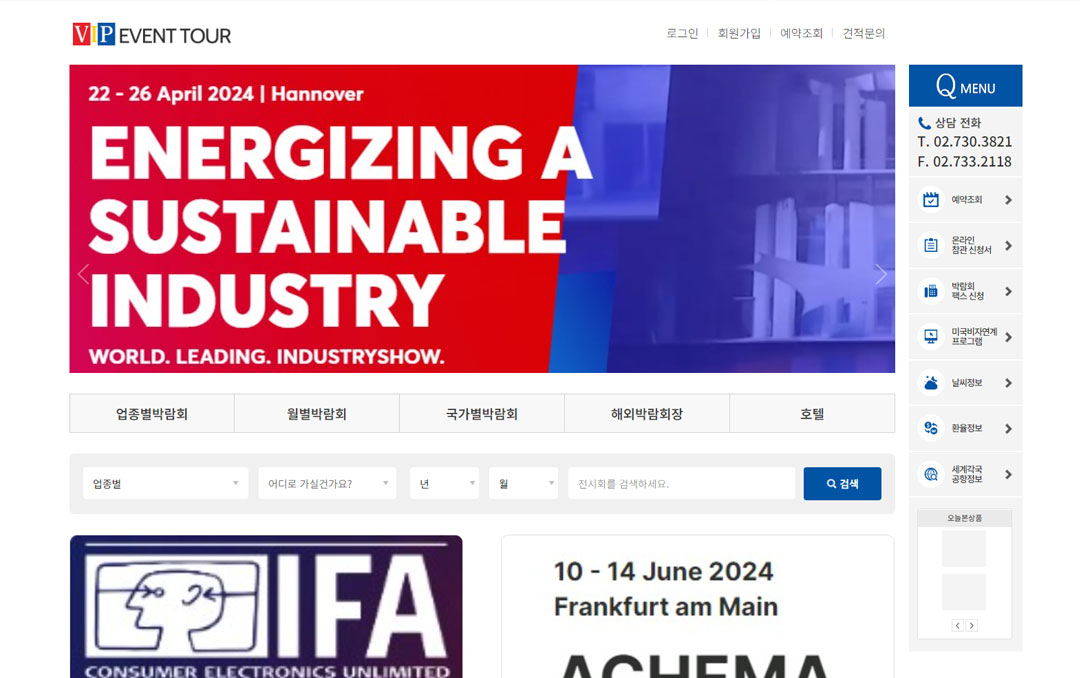 VIP EVENT TOUR
로그인 회원가입 예약조회 견적문의
22 - 26 April 2024 | Hannover
ENERGIZING A
SUSTAINABLE
INDUSTRY
WORLD. LEADING. INDUSTRYSHOW.
Q MENU
상담 전화
T. 02.730.3821
F. 02.733.2118
예약조회
온라인
참관 신청서
박람회
팩스 신청
미국비자연계
프로그램
날씨정보
환율정보
세계각국
공항정보
오늘본상품
업종별박람회 월별박람회 국가별박람회 해외박람회장 호텔
업종별 어디로 가실건가요? 년 월 전시회를 검색하세요. 검색
IFA
CONSUMER ELECTRONICS UNLIMITED
10 - 14 June 2024
Frankfurt am Main
ACHEMA